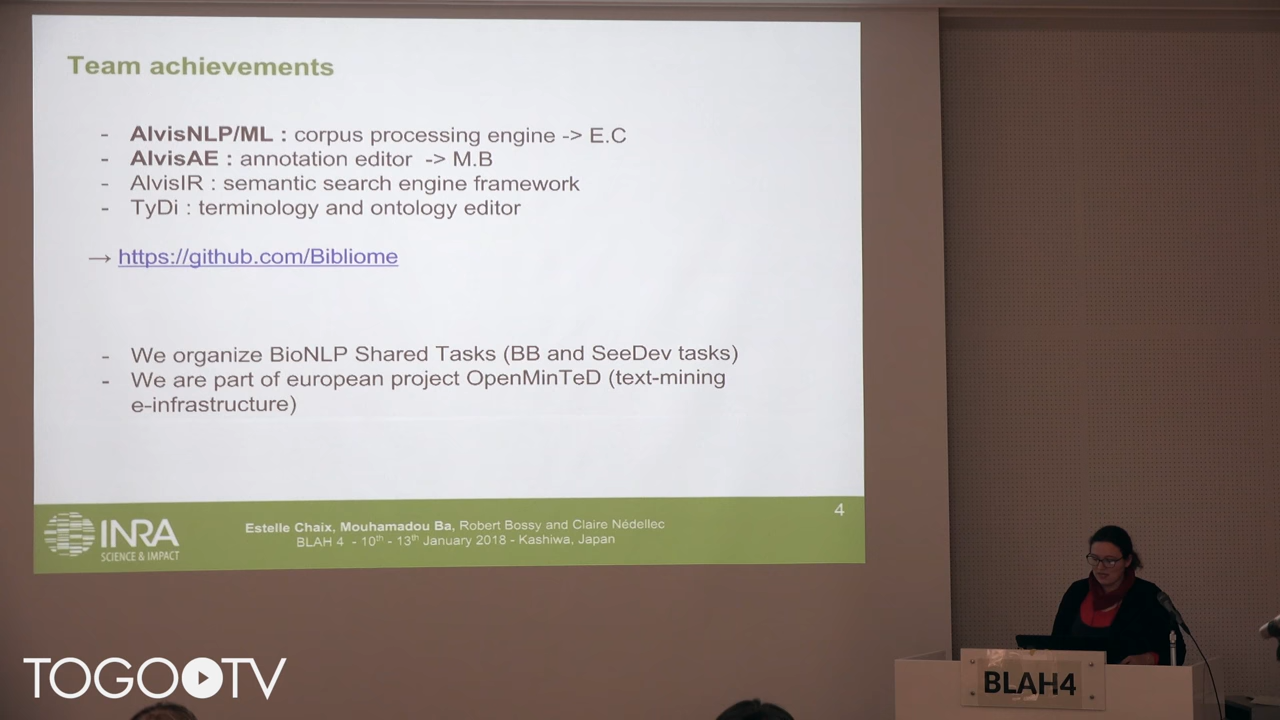 Team achievements
- AlvisNLP/ML : corpus processing engine -> E.C
- AlvisAE : annotation editor -> M.B
- AlvisIR : semantic search engine framework
- TyDi : terminology and ontology editor
→ https://github.com/Bibliome
- We organize BioNLP Shared Tasks (BB and SeeDev tasks)
- We are part of european project OpenMinTeD (text-mining
e-infrastructure)
4
INRA
SCIENCE & IMPACT
Estelle Chaix, Mouhamadou Ba, Robert Bossy and Claire Nédellec
BLAH 4 - 10th - 13th January 2018 - Kashiwa, Japan
BLAH4
TOGO TV